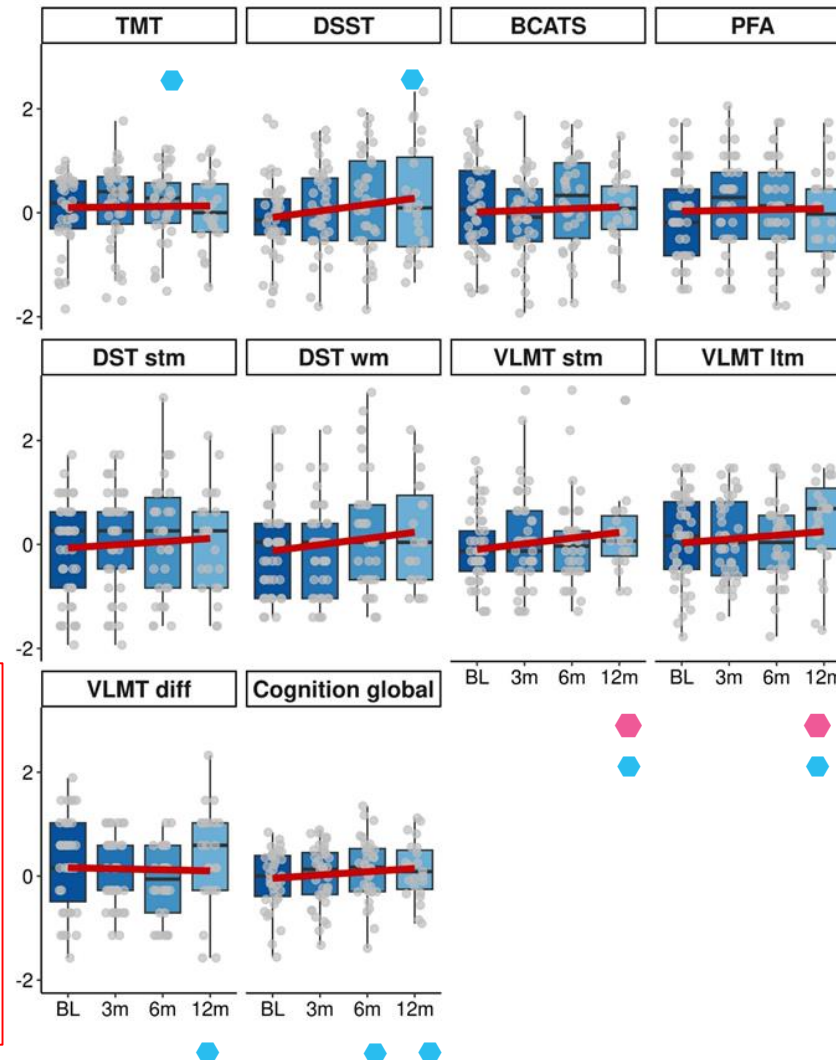 TMT DSST BCATS PFA
2
0
-2
DST stm DST wm VLMT stm VLMT ltm
2
0
-2
BL 3m 6m 12m BL 3m 6m 12m
VLMT diff Cognition global
2
0
-2
BL 3m 6m 12m BL 3m 6m 12m